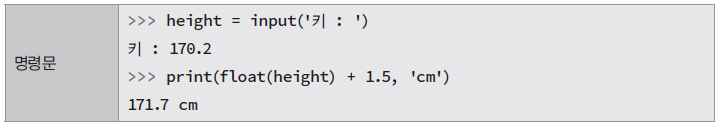 명령문
>>> height = input('키 : ')
키 : 170.2
>>> print(float(height) + 1.5, 'cm')
171.7 cm